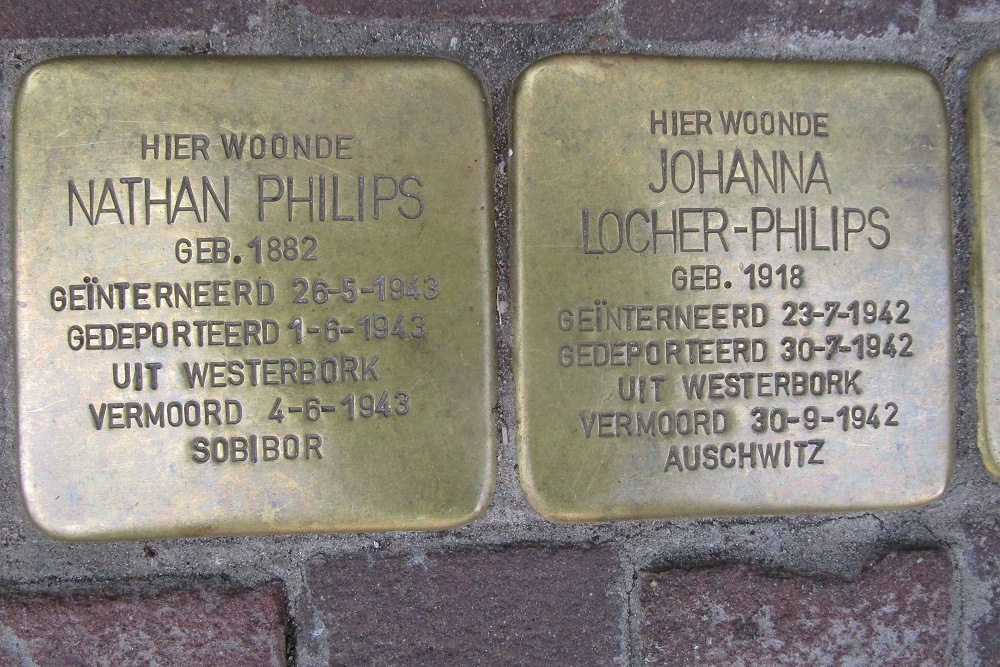 HIER WOONDE
NATHAN PHILIPS
GEB. 1882
GEÏNTERNEERD 26-5-1943
GEDEPORTEERD 1-6-1943
UIT WESTERBORK
VERMOORD 4-6-1943
SOBIBOR
HIER WOONDE
JOHANNA
LOCHER-PHILIPS
GEB. 1918
GEÏNTERNEERD 23-7-1942
GEDEPORTEERD 30-7-1942
UIT WESTERBORK
VERMOORD 30-9-1942
AUSCHWITZ